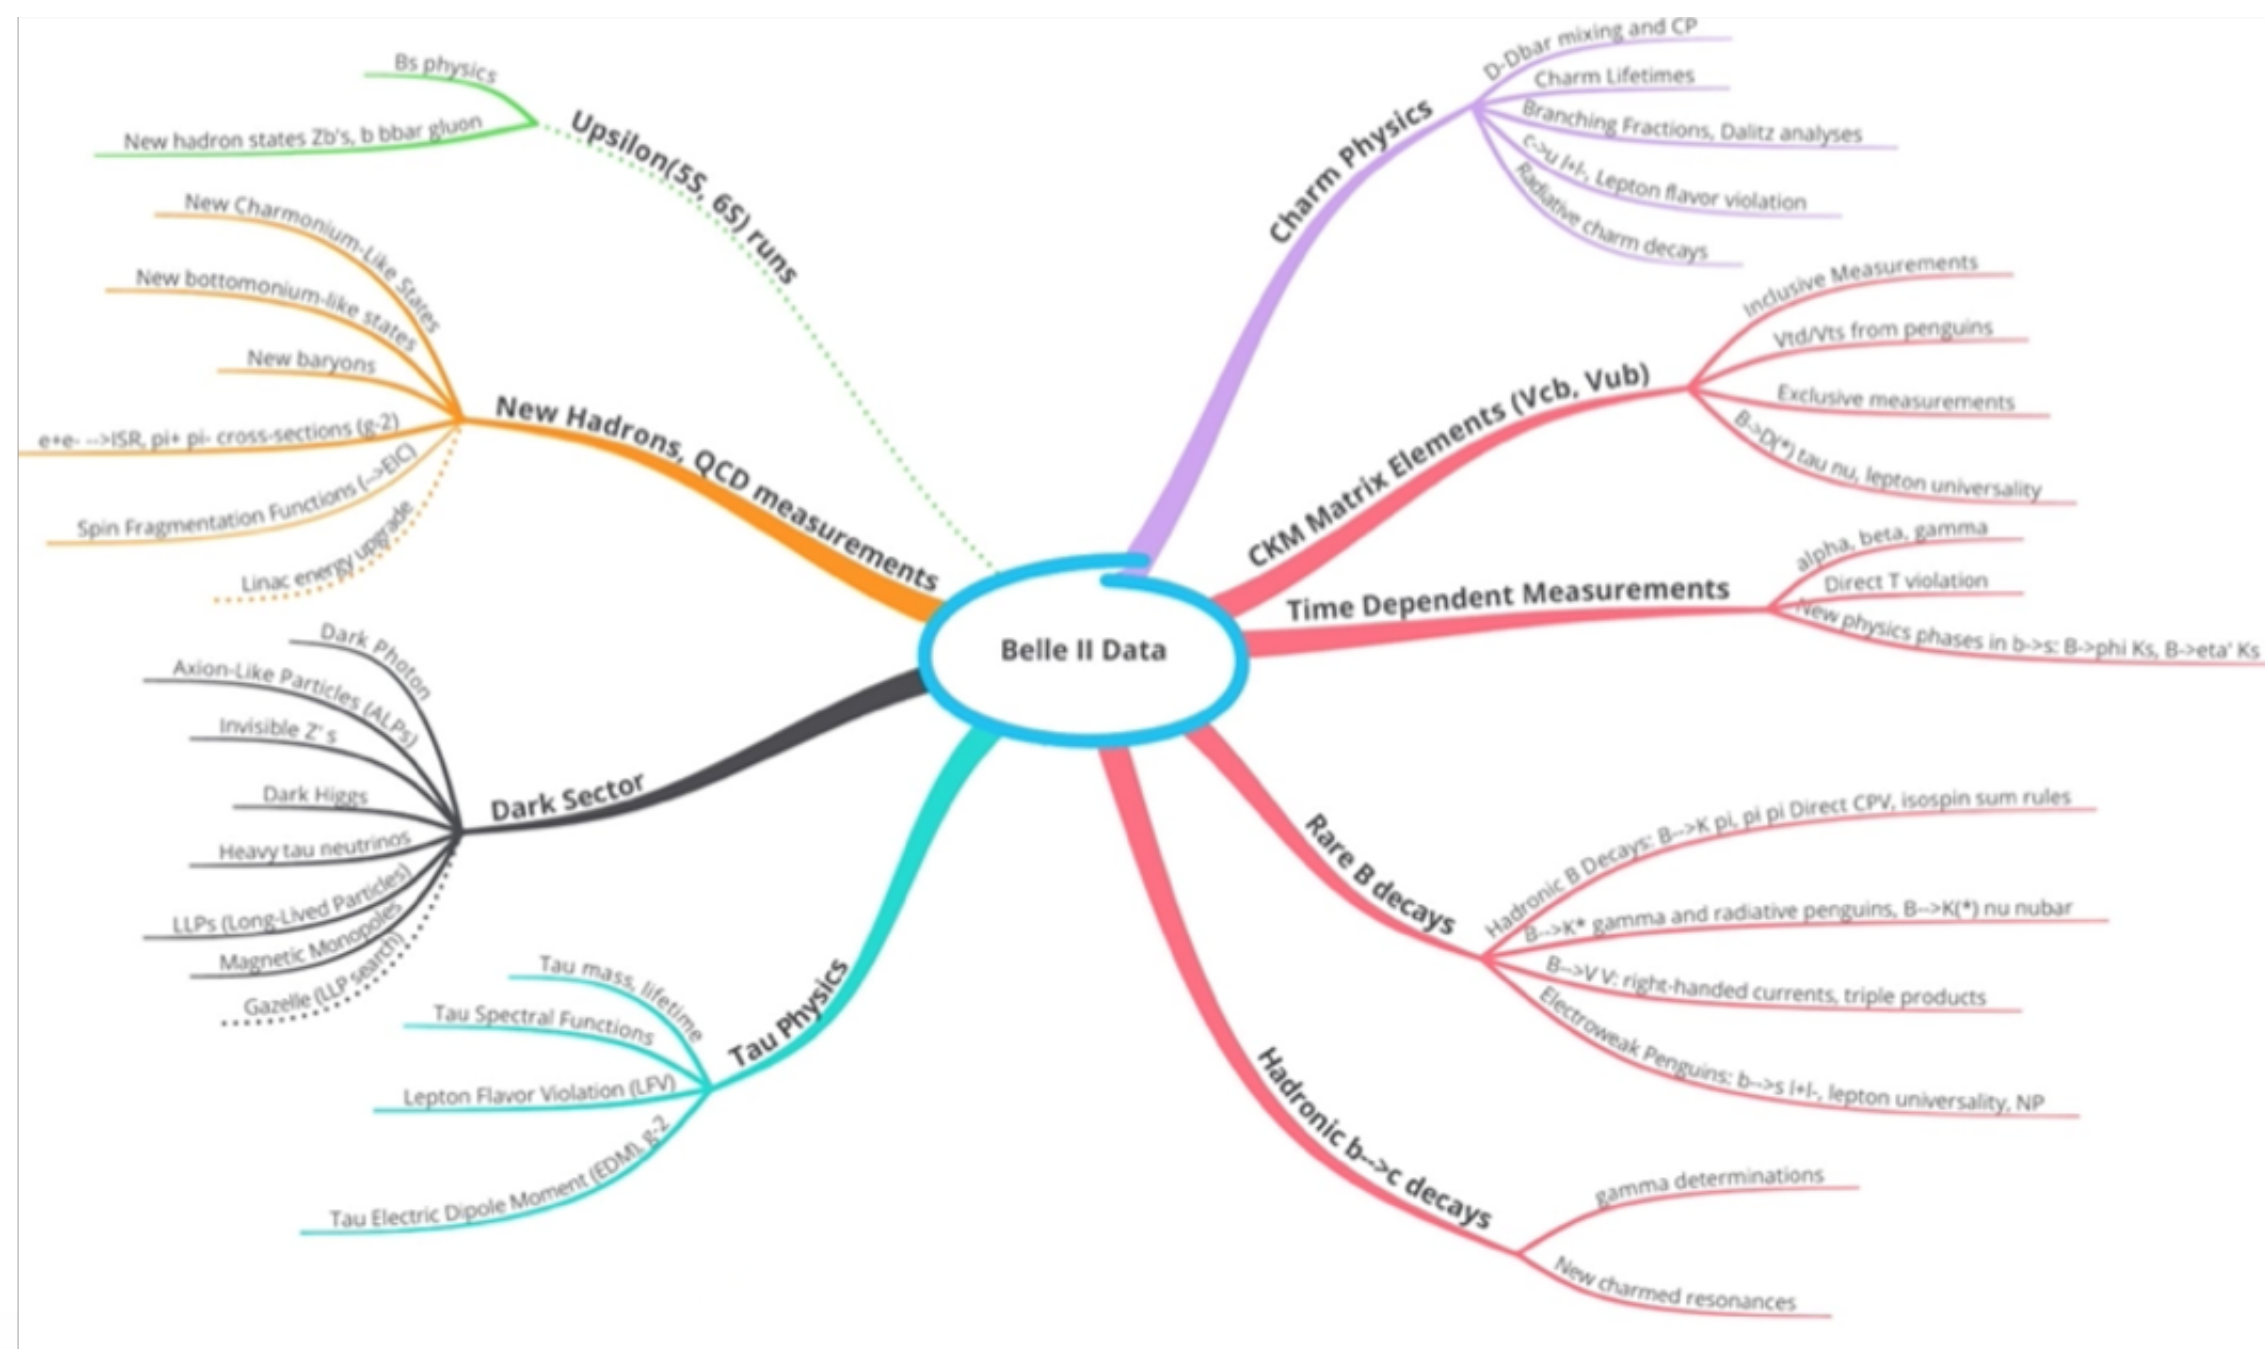 Belle II Data
Upsilon(5S, 6S) runs
Bs physics
New hadron states Zb's, b bbar gluon
New Hadrons, QCD measurements
New Charmonium-Like States
New bottomonium-like states
New baryons
e+e- -->ISR, pi+ pi- cross-sections (g-2)
Spin Fragmentation Functions (-->EIC)
Linac energy upgrade
Dark Sector
Dark Photon
Axion-Like Particles (ALPs)
Invisible Z' s
Dark Higgs
Heavy tau neutrinos
LLPs (Long-Lived Particles)
Magnetic Monopoles
Gazelle (LLP search)
Tau Physics
Tau mass, lifetime
Tau Spectral Functions
Lepton Flavor Violation (LFV)
Tau Electric Dipole Moment (EDM), g-2
Charm Physics
D-Dbar mixing and CP
Charm Lifetimes
Branching Fractions, Dalitz analyses
c->u l+l-, Lepton flavor violation
Radiative charm decays
CKM Matrix Elements (Vcb, Vub)
Inclusive Measurements
Vtd/Vts from penguins
Exclusive measurements
B->D(*) tau nu, lepton universality
Time Dependent Measurements
alpha, beta, gamma
Direct T violation
New physics phases in b->s: B->phi Ks, B->eta' Ks
Rare B decays
Hadronic B Decays: B-->K pi, pi pi Direct CPV, isospin sum rules
B-->K* gamma and radiative penguins, B-->K(*) nu nubar
B-->V V: right-handed currents, triple products
Electroweak Penguins: b-->s l+l-, lepton universality, NP
Hadronic b-->c decays
gamma determinations
New charmed resonances